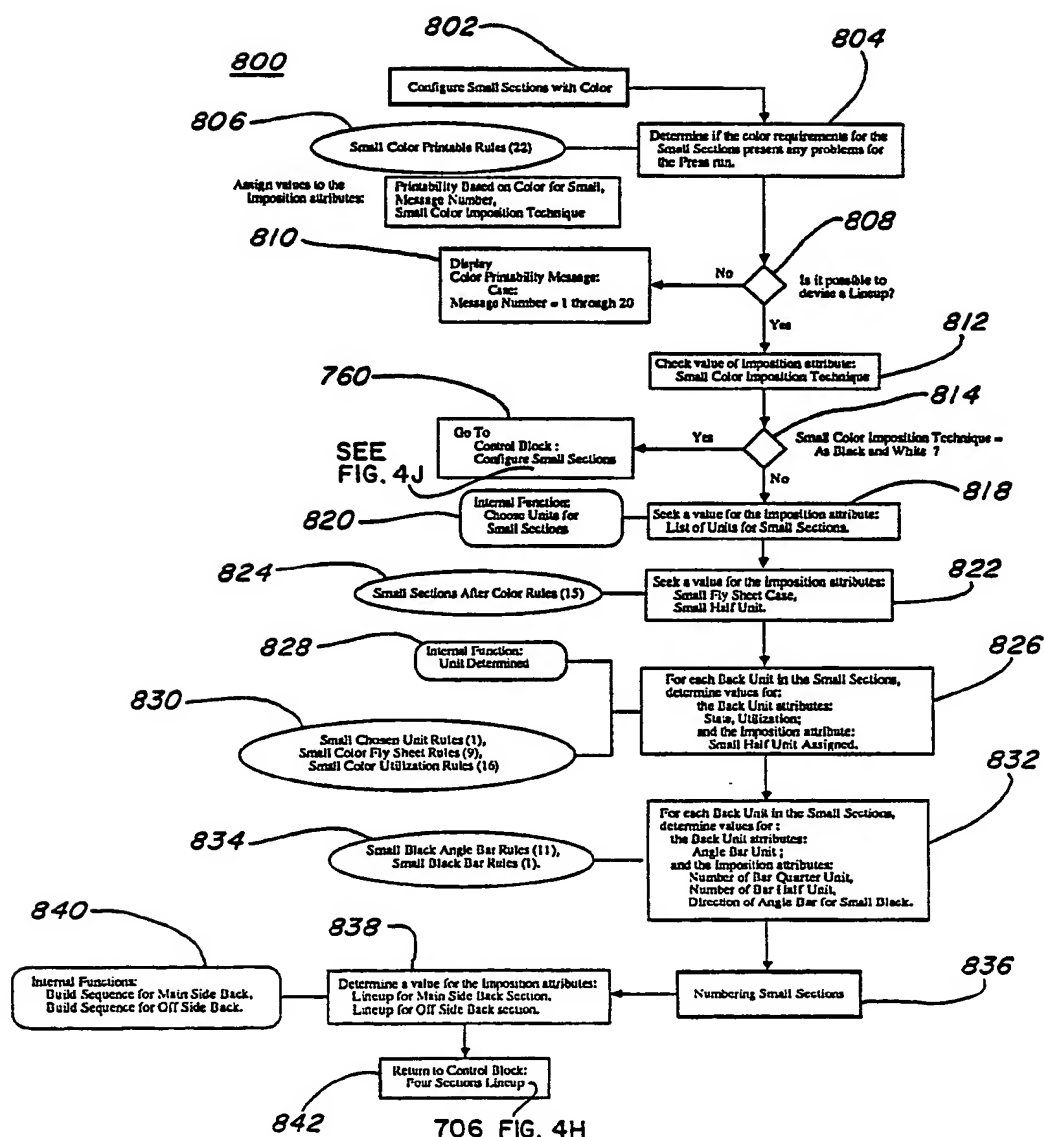 802
800
Configure Small Sections with Color
804
806
Small Color Printable Rules (22)
Determine if the color requirements for the
Small Sections present any problems for
the Press run.
Assign values to the
Imposition attributes:
Printability Based on Color for Small,
Message Number,
Small Color Imposition Technique
808
810
Display
Color Printability Message:
Case:
Message Number = 1 through 20
No
Is it possible to
devise a Lineup?
Yes
812
Check value of Imposition attribute:
Small Color Imposition Technique
760
814
Go To
Control Block :
Configure Small Sections
Yes
Small Color Imposition Technique =
As Black and White ?
SEE
FIG. 4J
No
818
820
Internal Function:
Choose Units for
Small Sections
Seek a value for the Imposition attribute:
List of Units for Small Sections.
824
822
Small Sections After Color Rules (15)
Seek a value for the Imposition attributes:
Small Fly Sheet Case,
Small Half Unit.
828
826
Internal Function:
Unit Determined
For each Back Unit in the Small Sections,
determine values for:
the Back Unit attributes:
State, Utilization;
and the Imposition attribute:
Small Half Unit Assigned.
830
Small Chosen Unit Rules (1),
Small Color Fly Sheet Rules (9),
Small Color Utilization Rules (16)
832
For each Back Unit in the Small Sections,
determine values for :
the Back Unit attributes:
Angle Bar Unit ;
and the Imposition attributes:
Number of Bar Quarter Unit,
Number of Bar Half Unit,
Direction of Angle Bar for Small Black.
834
Small Black Angle Bar Rules (11),
Small Black Bar Rules (1).
840
838
836
Internal Functions:
Build Sequence for Main Side Back,
Build Sequence for Off Side Back.
Determine a value for the Imposition attributes:
Lineup for Main Side Back Section.
Lineup for Off Side Back section.
Numbering Small Sections
Return to Control Block:
Four Sections Lineup
842
706 FIG. 4H